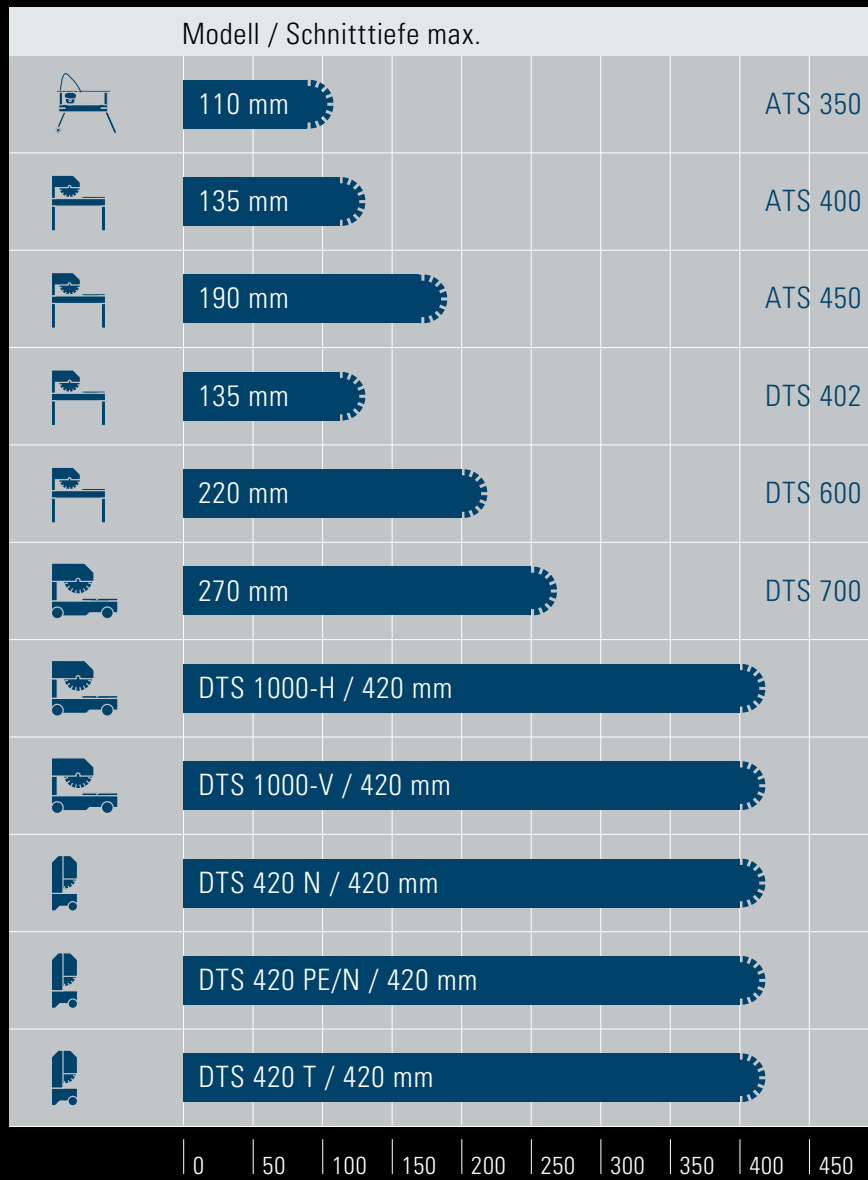 Modell / Schnitttiefe max.
110 mm ATS 350
135 mm ATS 400
190 mm ATS 450
135 mm DTS 402
220 mm DTS 600
270 mm DTS 700
DTS 1000-H / 420 mm
DTS 1000-V / 420 mm
DTS 420 N / 420 mm
DTS 420 PE/N / 420 mm
DTS 420 T / 420 mm
0 50 100 150 200 250 300 350 400 450